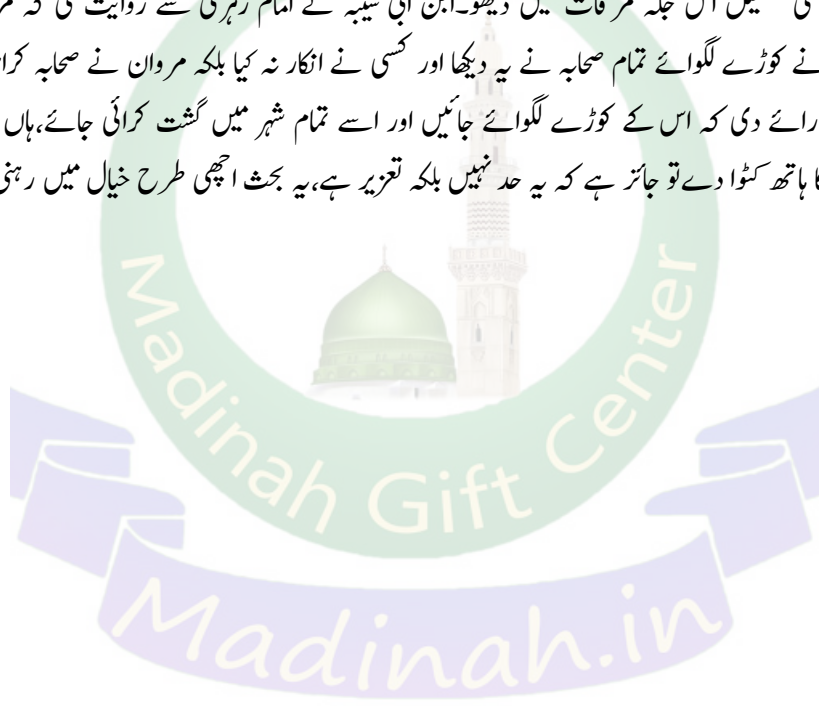 کی تفصیل اس جگہ مرقات میں دیکھو۔ابن ابی شیبہ نے امام زہری سے روایت کی کہ
نے کوڑے لگوائے تمام صحابہ نے یہ دیکھا اور کسی نے انکار نہ کیا بلکہ مروان نے صحابہ
رائے دی کہ اس کے کوڑے لگوائے جائیں اور اسے تمام شہر میں گشت کرائی جائے،ہاں
ہاتھ کٹوا دے تو جائز ہے کہ یہ حد نہیں بلکہ تعزیر ہے،یہ بحث اچھی طرح خیال میں رہنی
Madinah Gift Center
Madinah.in